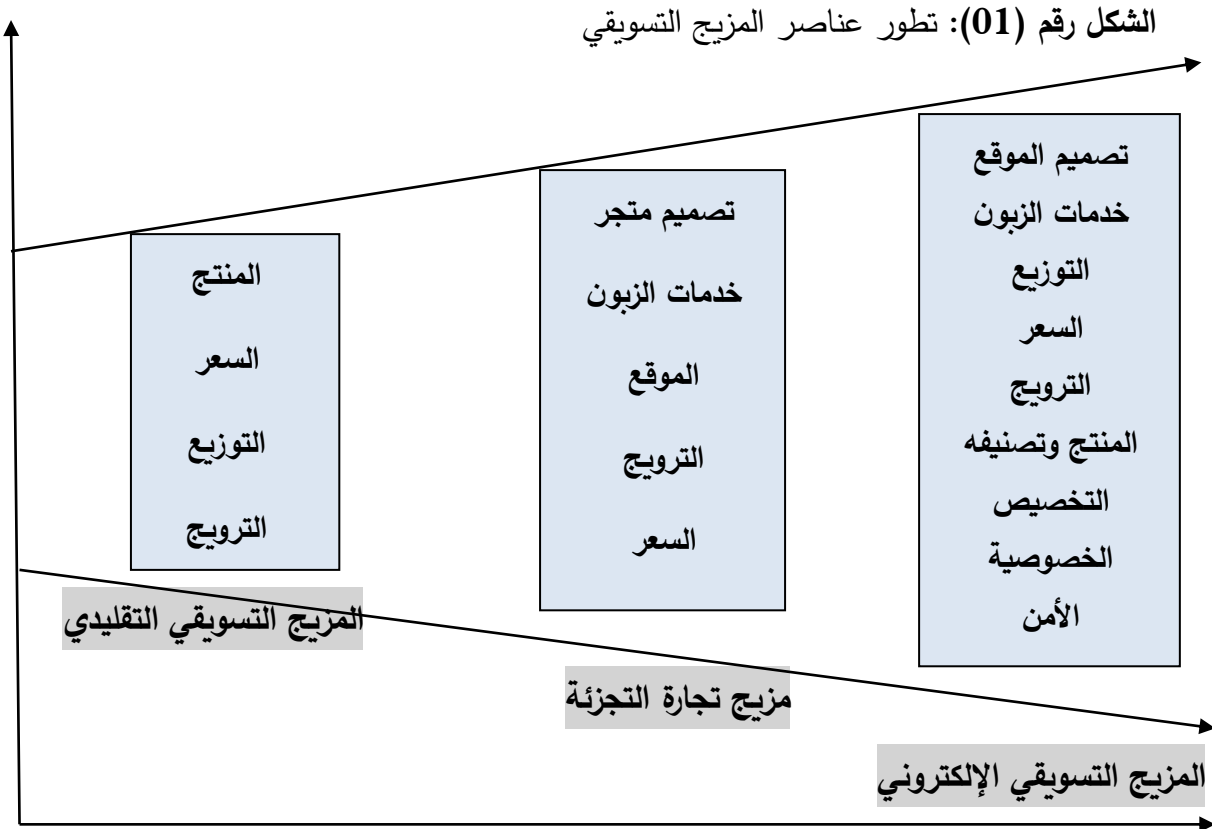 الشكل رقم (01): تطور عناصر المزيج التسويقي
تصميم الموقع
خدمات الزبون
التوزيع
السعر
الترويج
المنتج وتصنيفه
التخصيص
الخصوصية
الأمن
تصميم متجر
خدمات الزبون
الموقع
الترويج
السعر
المنتج
السعر
التوزيع
الترويج
المزيج التسويقي التقليدي
مزيج تجارة التجزئة
المزيج التسويقي الإلكتروني